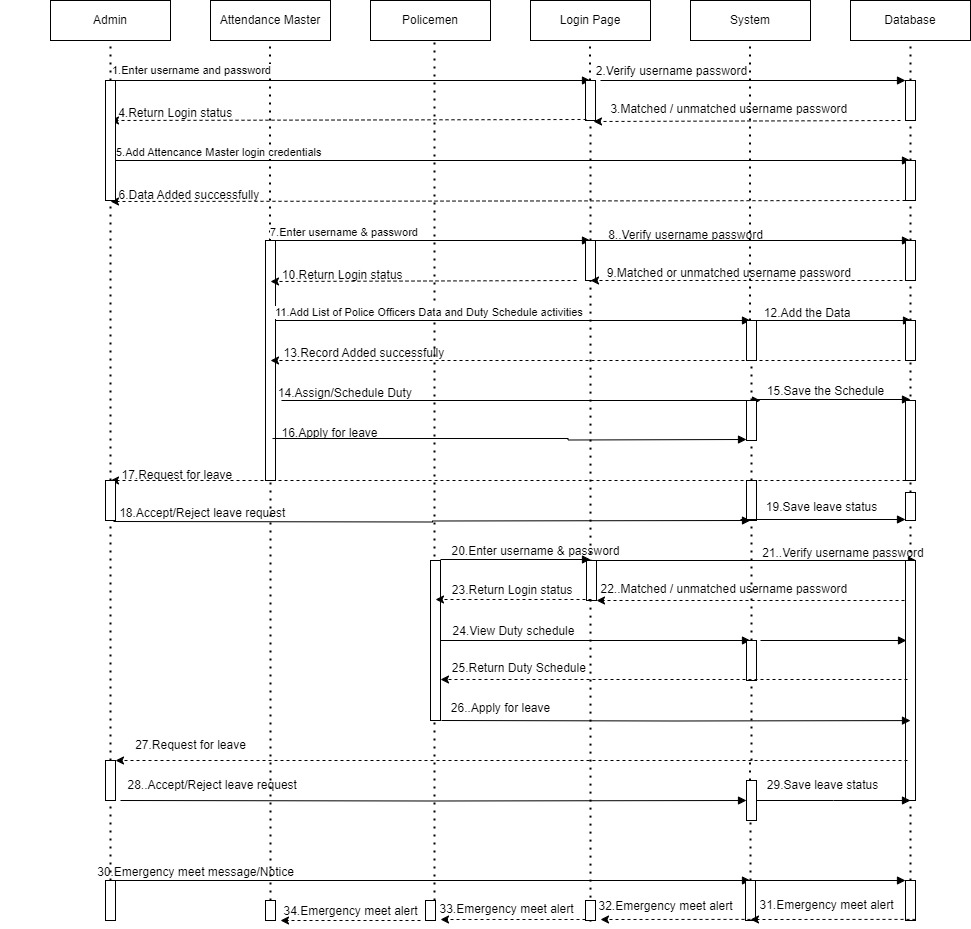 Admin
Attendance Master
Policemen
Login Page
System
Database
1.Enter username and password
2.Verify username password
3.Matched / unmatched username password
4.Return Login status
5.Add Attencance Master login credentials
6.Data Added successfully
7.Enter username & password
8..Verify username password
9.Matched or unmatched username password
10.Return Login status
11.Add List of Police Officers Data and Duty Schedule activities
12.Add the Data
13.Record Added successfully
14.Assign/Schedule Duty
15.Save the Schedule
16.Apply for leave
17.Request for leave
18.Accept/Reject leave request
19.Save leave status
20.Enter username & password
21..Verify username password
22..Matched / unmatched username password
23.Return Login status
24.View Duty schedule
25.Return Duty Schedule
26..Apply for leave
27.Request for leave
28..Accept/Reject leave request
29.Save leave status
30.Emergency meet message/Notice
31.Emergency meet alert
32.Emergency meet alert
33.Emergency meet alert
34.Emergency meet alert